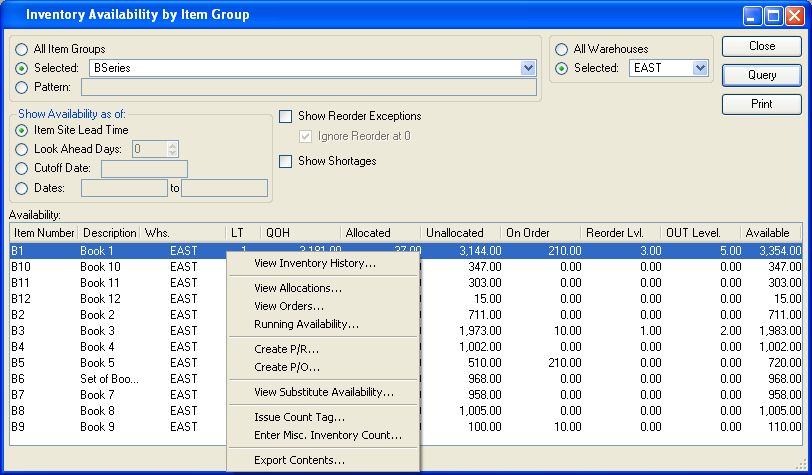 Inventory Availability by Item Group
All Item Groups
Selected: BSeries
Pattern:
All Warehouses
Selected: EAST
Close
Query
Print
Show Availability as of:
Item Site Lead Time
Look Ahead Days: 0
Cutoff Date:
Dates: to
Show Reorder Exceptions
Ignore Reorder at 0
Show Shortages
Availability:
Item Number Description Whs. LT QOH Allocated Unallocated On Order Reorder Lvl. OUT Level. Available
B1 Book 1 EAST 1 3,181.00 37.00 3,144.00 210.00 3.00 5.00 3,354.00
B10 Book 10 EAST 347.00 0.00 0.00 0.00 347.00
B11 Book 11 EAST 303.00 0.00 0.00 0.00 303.00
B12 Book 12 EAST 15.00 0.00 0.00 0.00 15.00
B2 Book 2 EAST 711.00 0.00 0.00 0.00 711.00
B3 Book 3 EAST 1,973.00 10.00 1.00 2.00 1,983.00
B4 Book 4 EAST 1,002.00 0.00 0.00 0.00 1,002.00
B5 Book 5 EAST 510.00 210.00 0.00 0.00 720.00
B6 Set of Boo... EAST 968.00 0.00 0.00 0.00 968.00
B7 Book 7 EAST 958.00 0.00 0.00 0.00 958.00
B8 Book 8 EAST 1,005.00 0.00 0.00 0.00 1,005.00
B9 Book 9 EAST 100.00 10.00 0.00 0.00 110.00
View Inventory History...
View Allocations...
View Orders...
Running Availability...
Create P/R...
Create P/O...
View Substitute Availability...
Issue Count Tag...
Enter Misc. Inventory Count...
Export Contents...